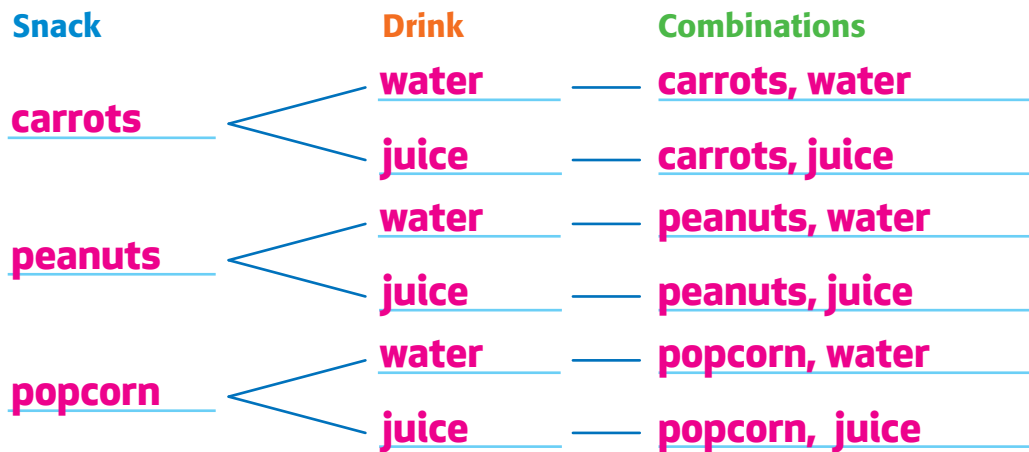 Snack Drink Combinations
carrots water carrots, water
juice carrots, juice
peanuts water peanuts, water
juice peanuts, juice
popcorn water popcorn, water
juice popcorn, juice